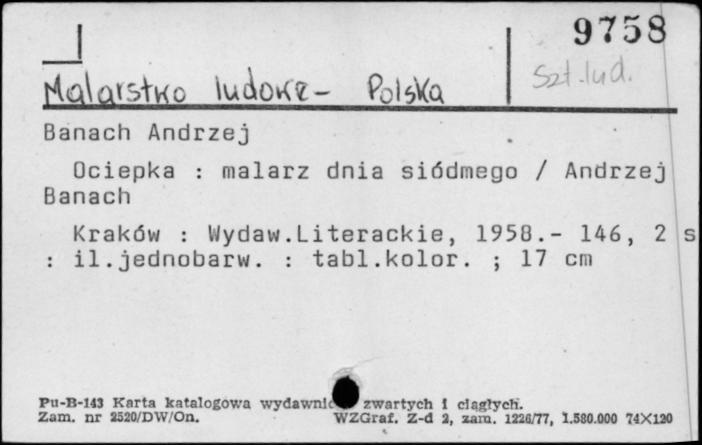 9758
Malarstwo ludowe - Polska
Szt. lud.
Banach Andrzej
Ociepka : malarz dnia siódmego / Andrzej
Banach
Kraków : Wydaw.Literackie, 1958.- 146, 2 s
: il.jednobarw. : tabl.kolor. ; 17 cm
Pu-B-143 Karta katalogowa wydawnic zwartych i ciągłych.
Zam. nr 2520/DW/On. WZGraf. Z-d 2, zam. 1226/77, 1.580.000 74X120